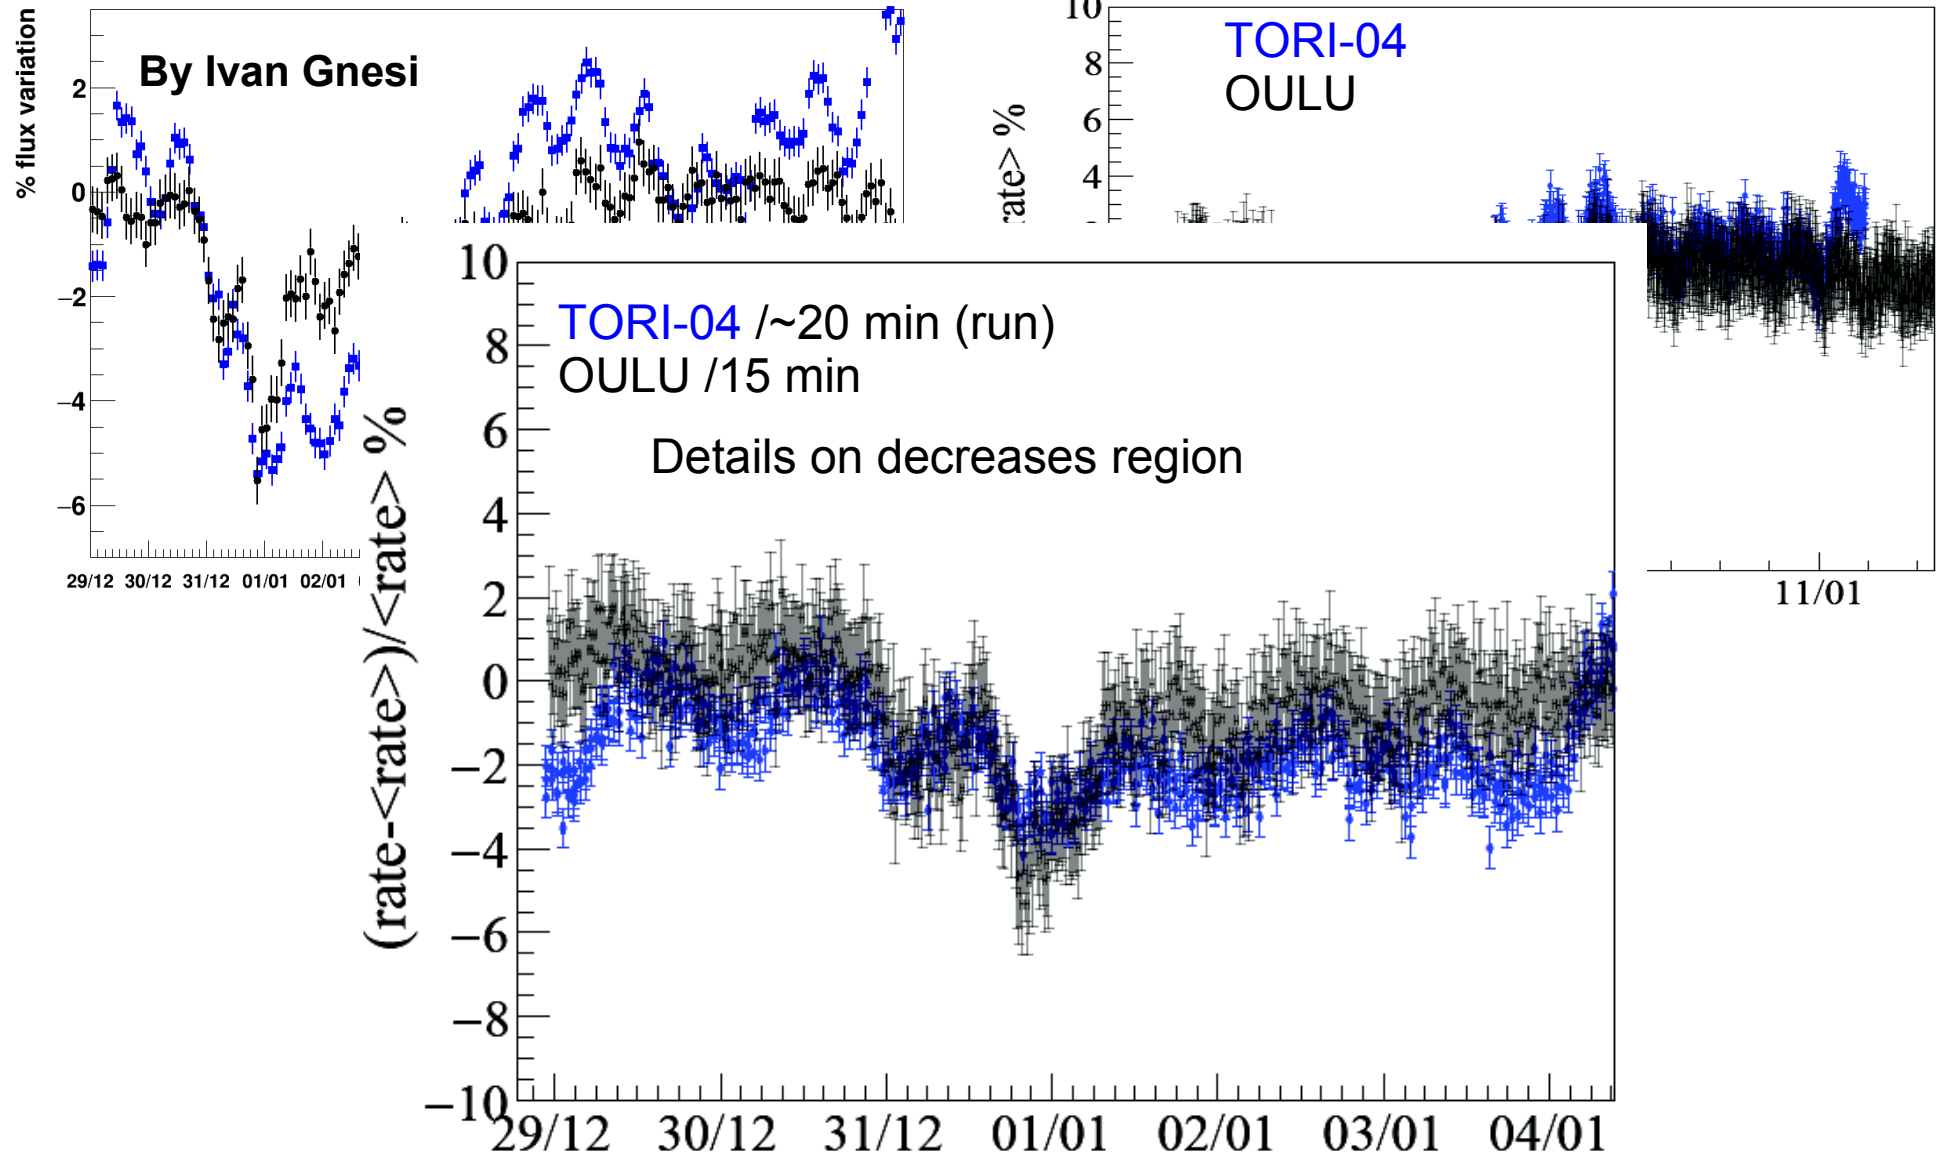 % flux variation
By Ivan Gnesi
2
0
−2
−4
−6
29/12 30/12 31/12 01/01 02/01
10
8
6
4
rate> %
TORI-04
OULU
11/01
(rate-<rate>)/<rate> %
10
8
6
4
2
0
−2
−4
−6
−8
−10
TORI-04 /~20 min (run)
OULU /15 min
Details on decreases region
29/12 30/12 31/12 01/01 02/01 03/01 04/01